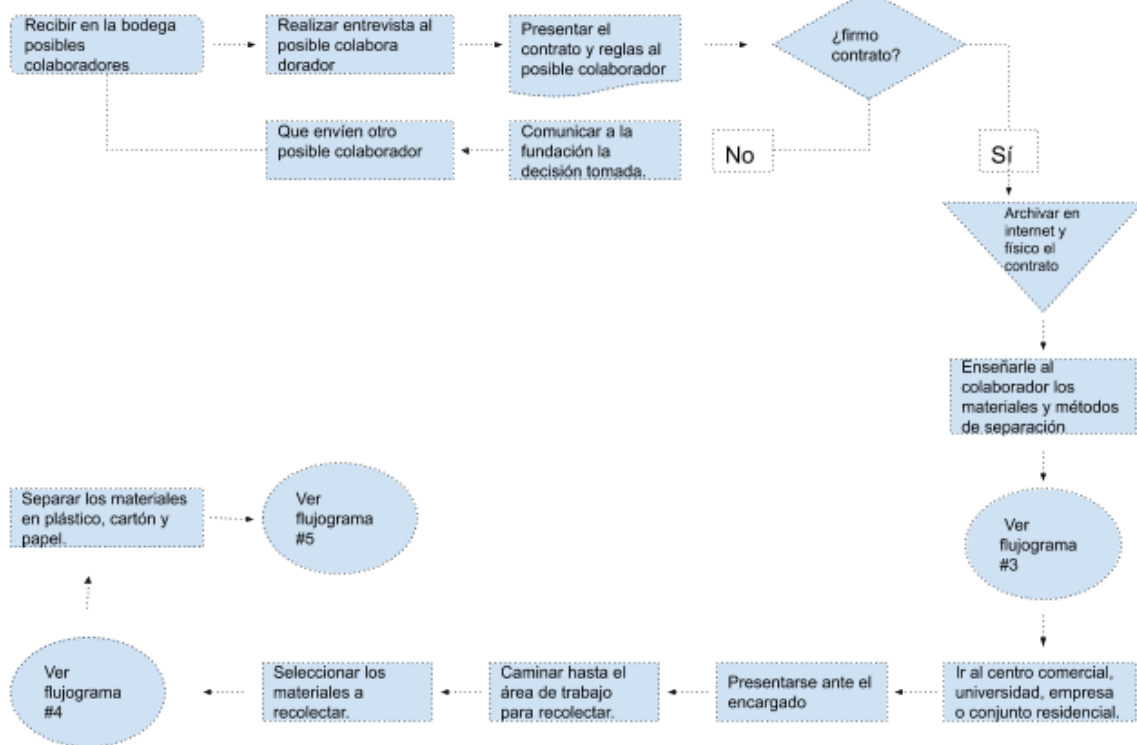 Recibir en la bodega
posibles
colaboradores
Realizar entrevista al
posible colabora
dorador
Presentar el
contrato y reglas al
posible colaborador
¿firmo
contrato?
Que envíen otro
posible colaborador
Comunicar a la
fundación la
decisión tomada.
No
Sí
Archivar en
internet y
físico el
contrato
Enseñarle al
colaborador los
materiales y métodos
de separación
Ver
flujograma
#3
Ir al centro comercial,
universidad, empresa
o conjunto residencial.
Presentarse ante el
encargado
Caminar hasta el
área de trabajo
para recolectar.
Seleccionar los
materiales a
recolectar.
Ver
flujograma
#4
Separar los materiales
en plástico, cartón y
papel.
Ver
flujograma
#5